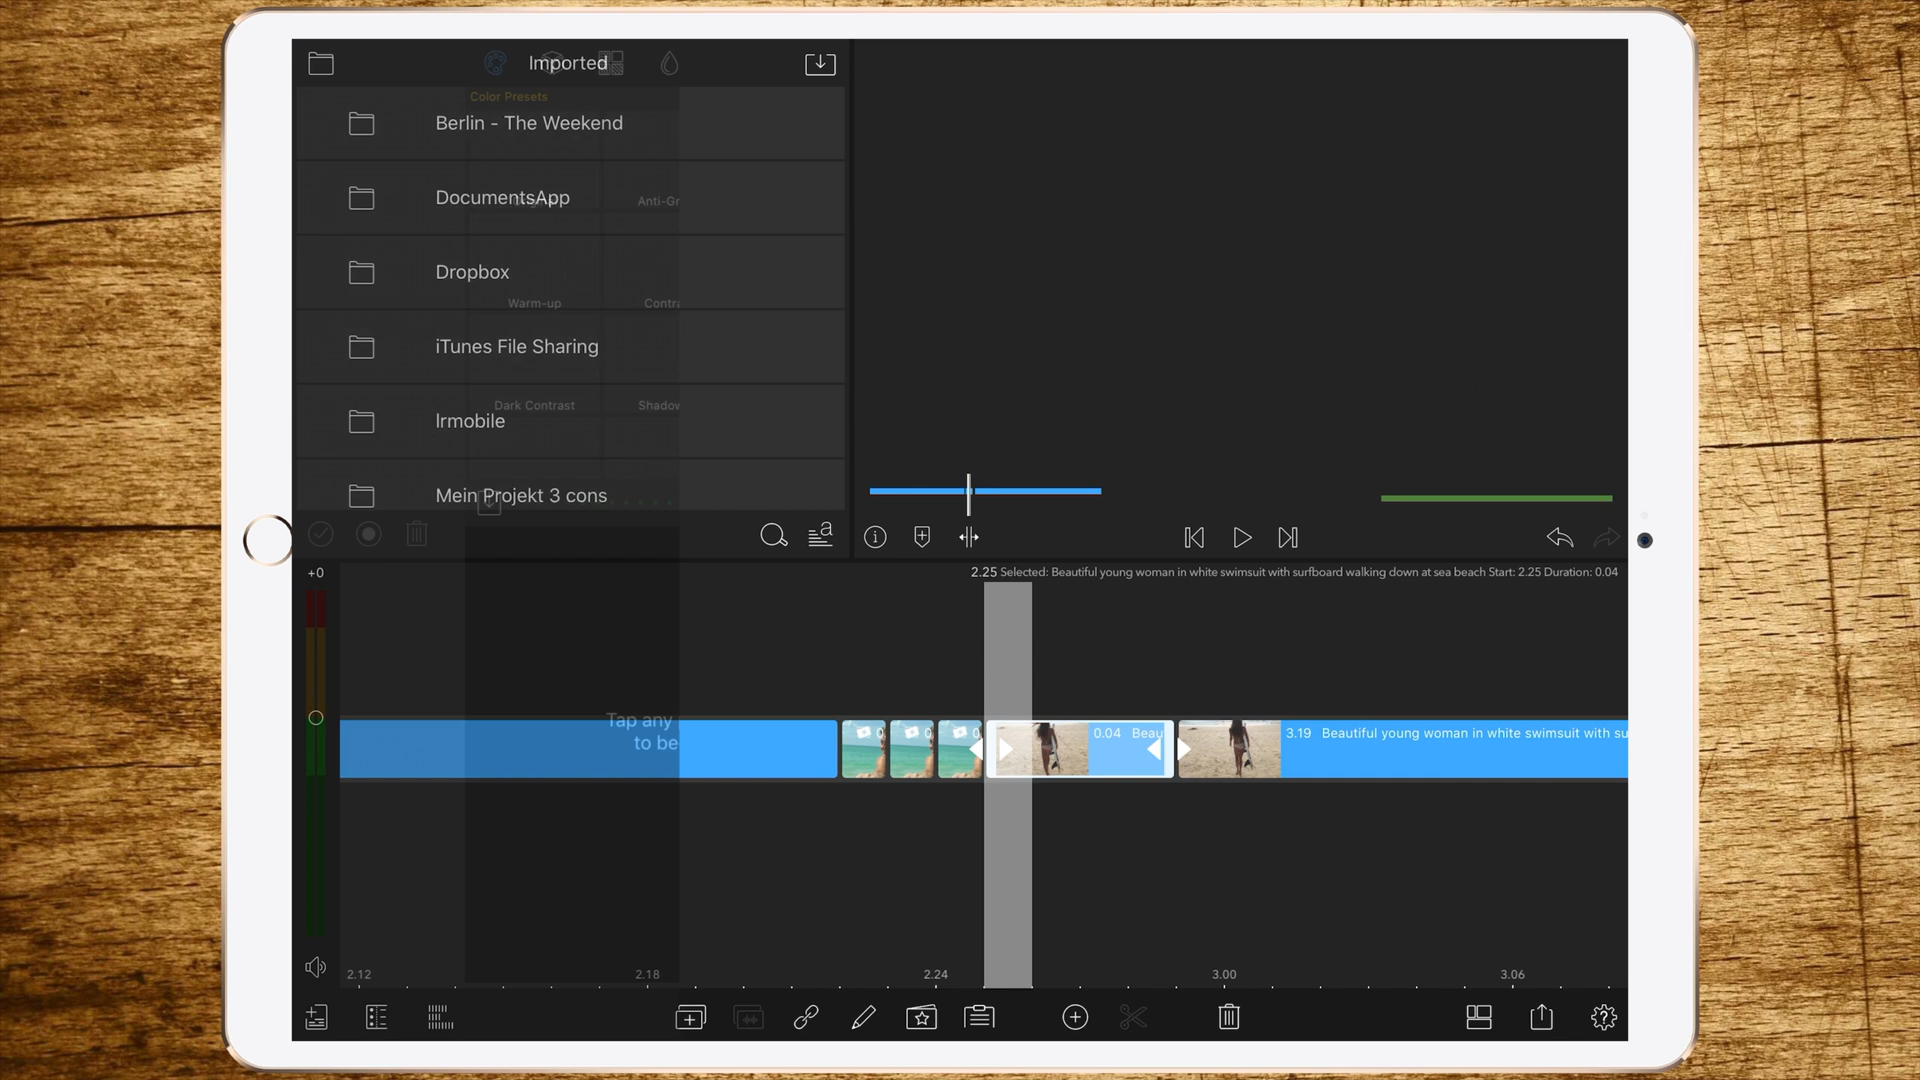 Imported
Color Presets
Berlin - The Weekend
DocumentsApp
Anti-Gr
Dropbox
Warm-up
Contra
iTunes File Sharing
Dark Contrast
Shadov
lrmobile
Mein Projekt 3 cons
a
+0
2.25 Selected: Beautiful young woman in white swimsuit with surfboard walking down at sea beach Start: 2.25 Duration: 0.04
Tap any
to be
0
0
0
0.04 Beau
3.19 Beautiful young woman in white swimsuit with su
2.12
2.18
2.24
3.00
3.06